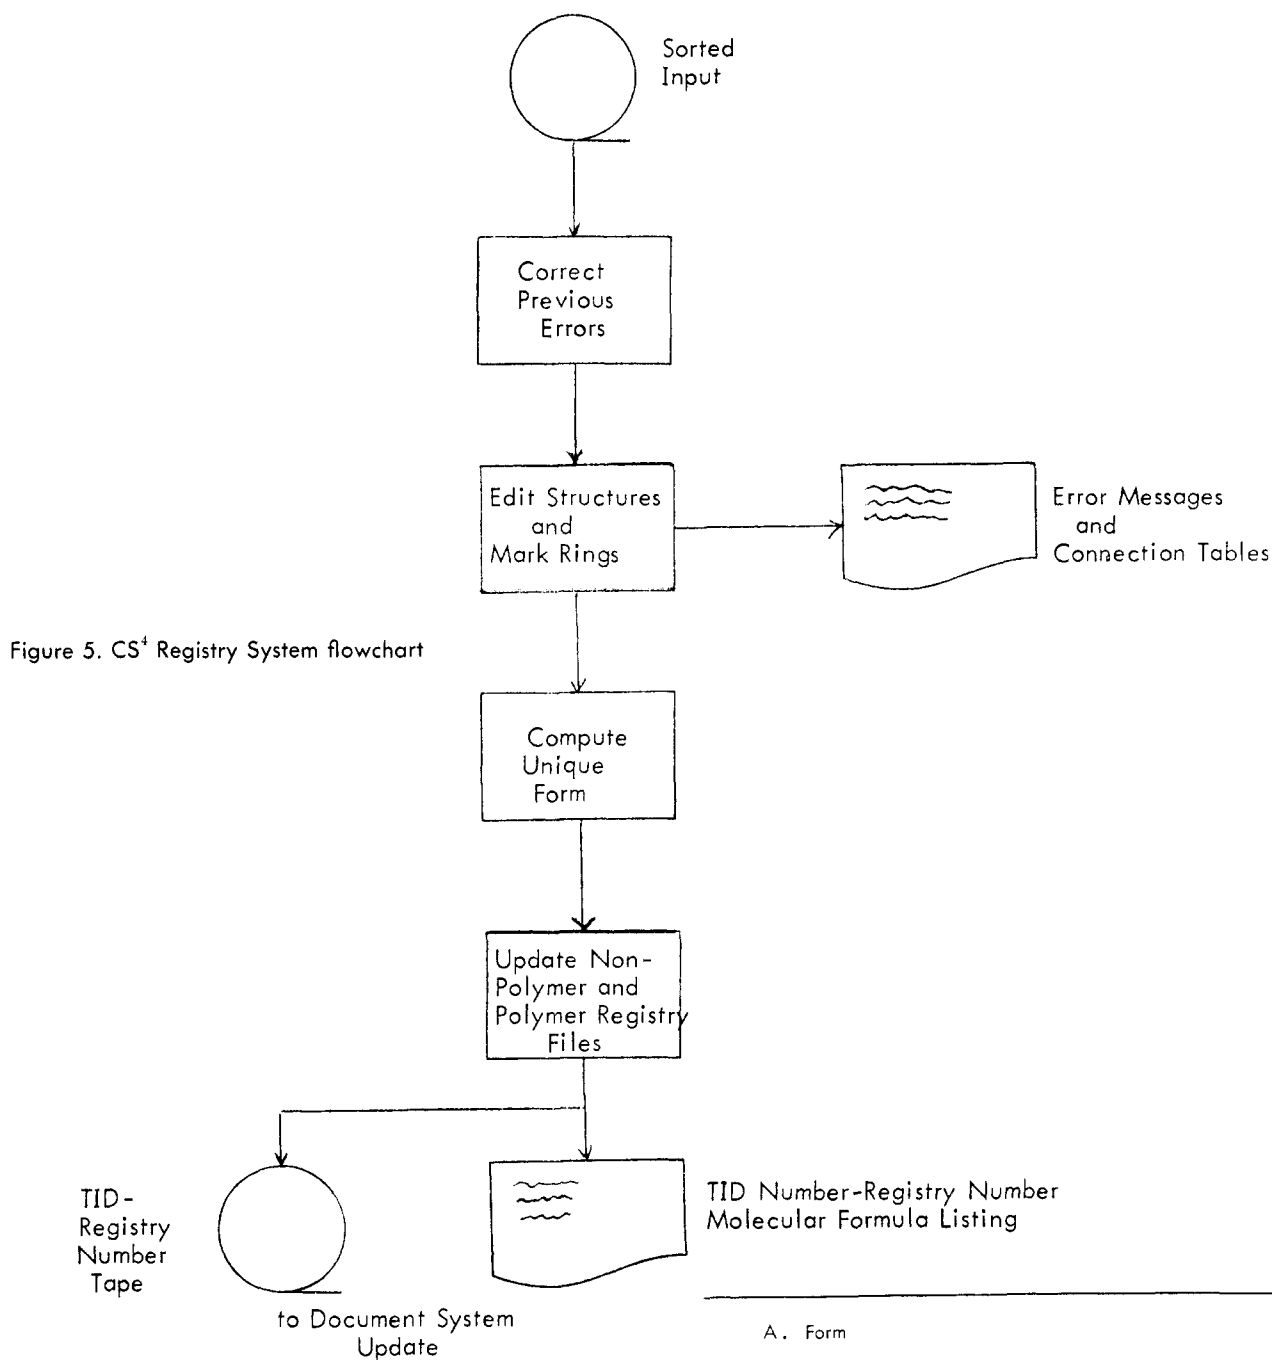 Sorted
Input
Correct
Previous
Errors
Edit Structures
and
Mark Rings
Error Messages
and
Connection Tables
Figure 5. CS⁴ Registry System flowchart
Compute
Unique
Form
Update Non-
Polymer and
Polymer Registry
Files
TID-
Registry
Number
Tape
TID Number-Registry Number
Molecular Formula Listing
to Document System
Update
A. Form